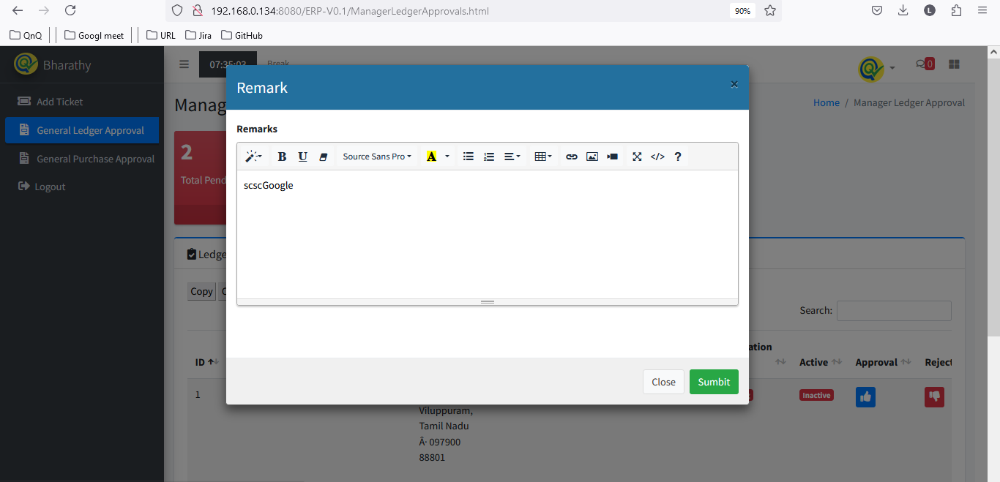 192.168.0.134:8080/ERP-V0.1/ManagerLedgerApprovals.html
90%
L
QnQ
Googl meet
URL
Jira
GitHub
Bharathy
07:35:03
Break
0
Add Ticket
General Ledger Approval
General Purchase Approval
Logout
Manag
Home / Manager Ledger Approval
2
Total Pend
Remark
×
Remarks
B U Source Sans Pro A </> ?
scscGoogle
Close
Sumbit
Ledge
Copy
Search:
ID
ation
Active
Approval
Reject
1
Inactive
Viluppuram,
Tamil Nadu
Â· 097900
88801